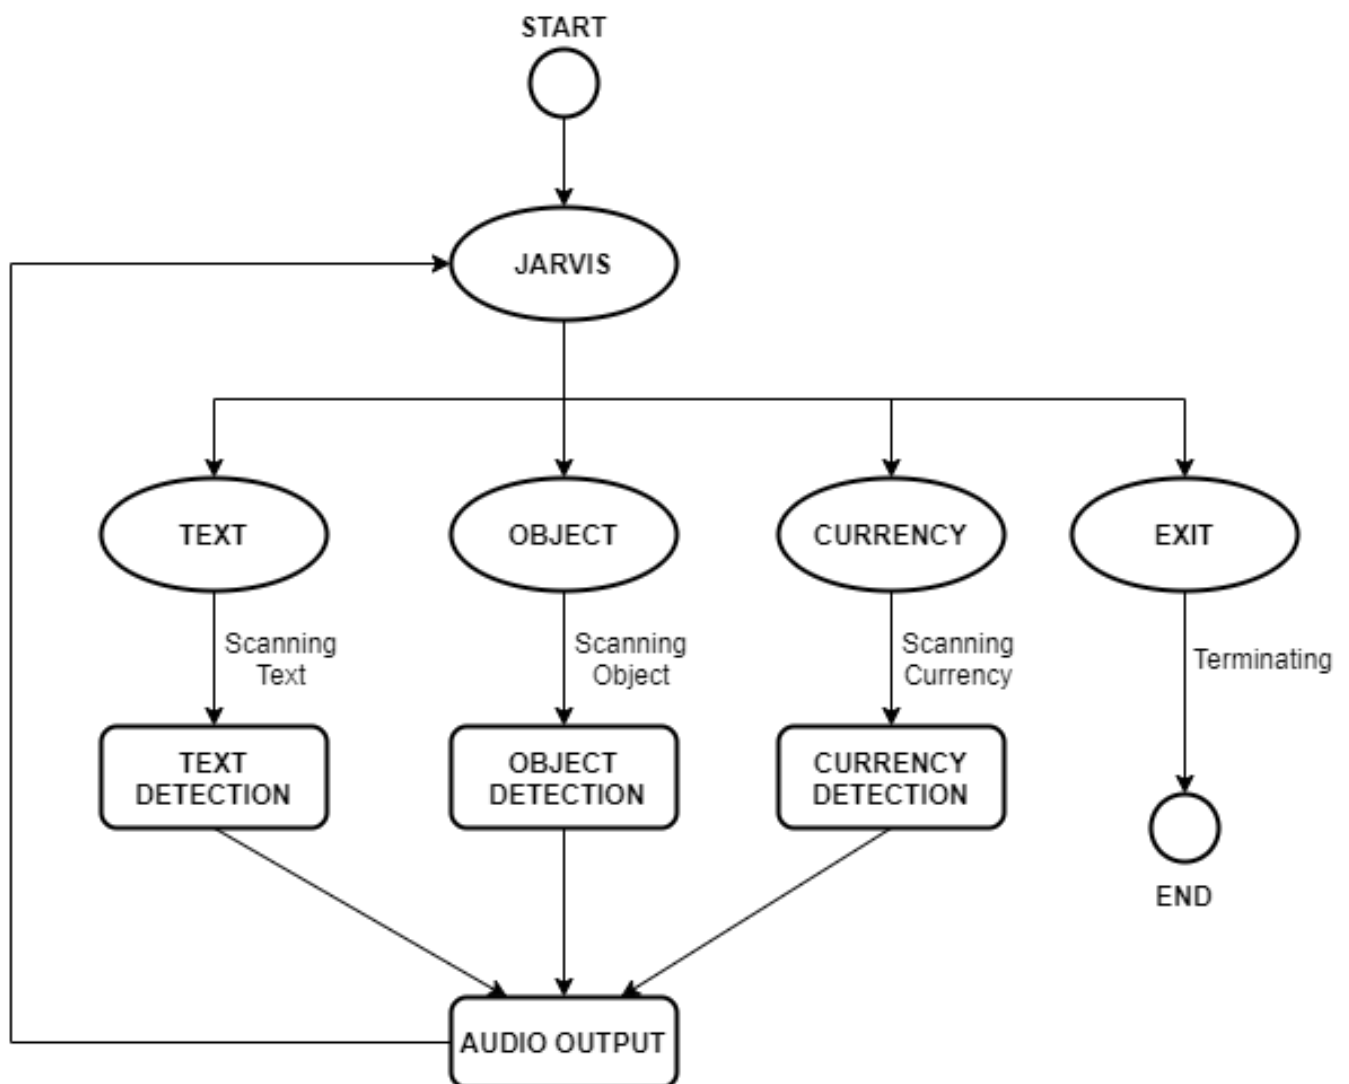 START
JARVIS
TEXT
OBJECT
CURRENCY
EXIT
Scanning
Text
Scanning
Object
Scanning
Currency
Terminating
TEXT
DETECTION
OBJECT
DETECTION
CURRENCY
DETECTION
END
AUDIO OUTPUT